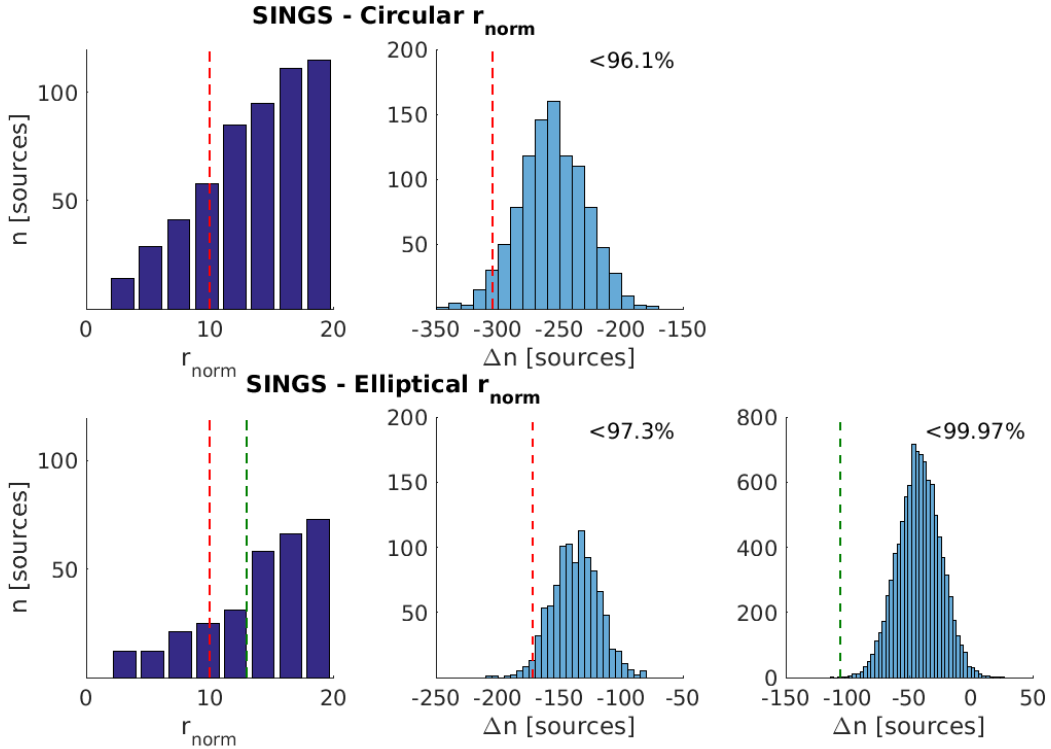 SINGS - Circular r_norm
n [sources]
100
50
0 10 20
r_norm
200
150
100
50
<96.1%
-350 -300 -250 -200 -150
Δn [sources]
SINGS - Elliptical r_norm
n [sources]
100
50
0 10 20
r_norm
200
150
100
50
<97.3%
-250 -200 -150 -100 -50
Δn [sources]
800
600
400
200
0
<99.97%
-150 -100 -50 0 50
Δn [sources]